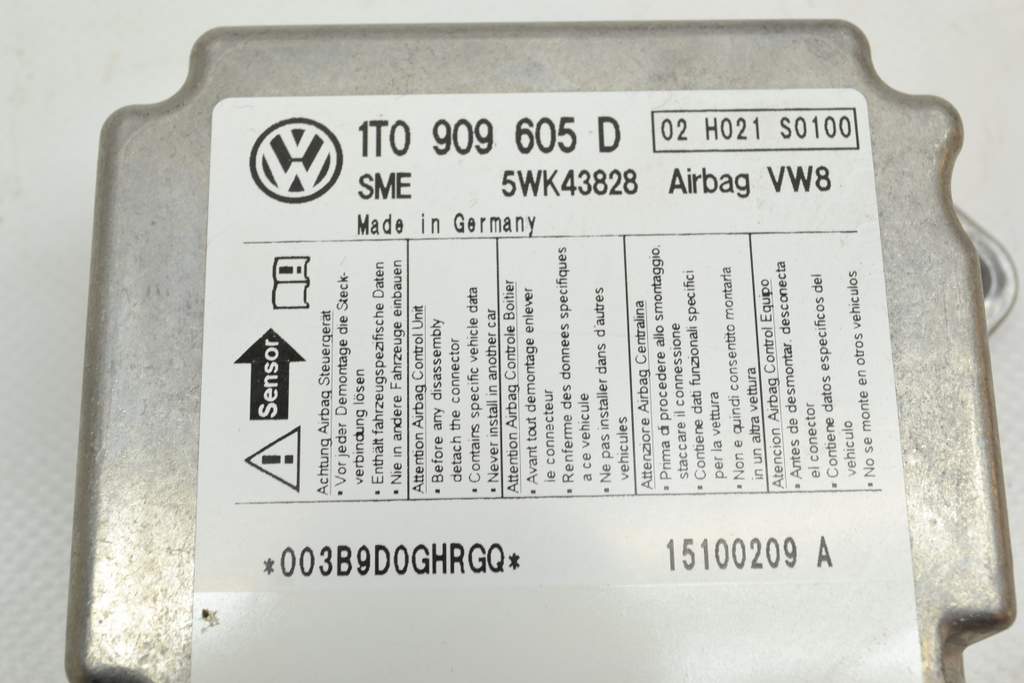 1T0 909 605 D
02 H021 S0100
SME 5WK43828 Airbag VW8
Made in Germany
Sensor
Achtung Airbag Steuergerät
• Vor jeder Demontage die Steck-
verbindung lösen
• Enthält fahrzeugspezifische Daten
• Nie in andere Fahrzeuge einbauen
Attention Airbag Control Unit
• Before any disassembly
detach the connector
• Contains specific vehicle data
• Never install in another car
Attention Airbag Controle Boitier
• Avant tout demontage enlever
le connecteur
• Renferme des donnees specifiques
a ce vehicule
• Ne pas installer dans d'autres
vehicules
Attenzione Airbag Centralina
• Prima di procedere allo smontaggio,
staccare il connessione
• Contiene dati funzionali specifici
per la vettura
• Non e quindi consentito montarla
in un altra vettura
Atencion Airbag Control Equipo
• Antes de desmontar, desconecta
el conector
• Contiene datos especificos del
vehiculo
• No se monte en otros vehiculos
*003B9D0GHRGQ*
15100209 A